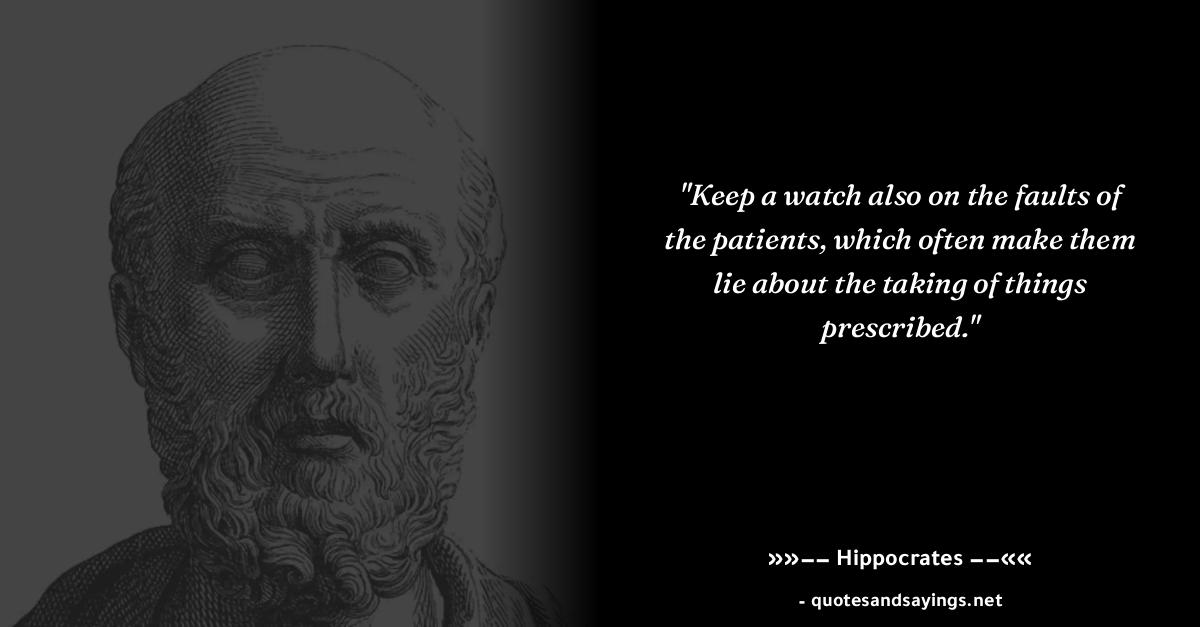 "Keep a watch also on the faults of
the patients, which often make them
lie about the taking of things
prescribed."
»»−− Hippocrates −−««
- quotesandsayings.net